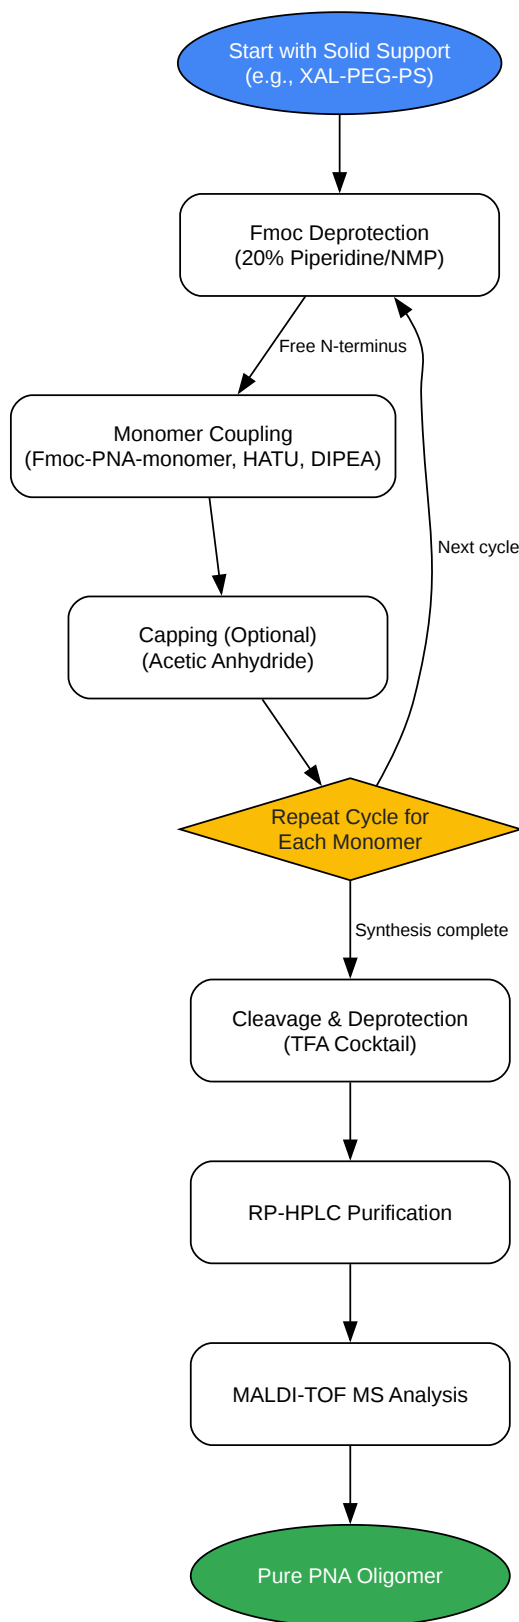 Start with Solid Support
(e.g., XAL-PEG-PS)
Fmoc Deprotection
(20% Piperidine/NMP)
Free N-terminus
Monomer Coupling
(Fmoc-PNA-monomer, HATU, DIPEA)
Next cycle
Capping (Optional)
(Acetic Anhydride)
Repeat Cycle for
Each Monomer
Synthesis complete
Cleavage & Deprotection
(TFA Cocktail)
RP-HPLC Purification
MALDI-TOF MS Analysis
Pure PNA Oligomer